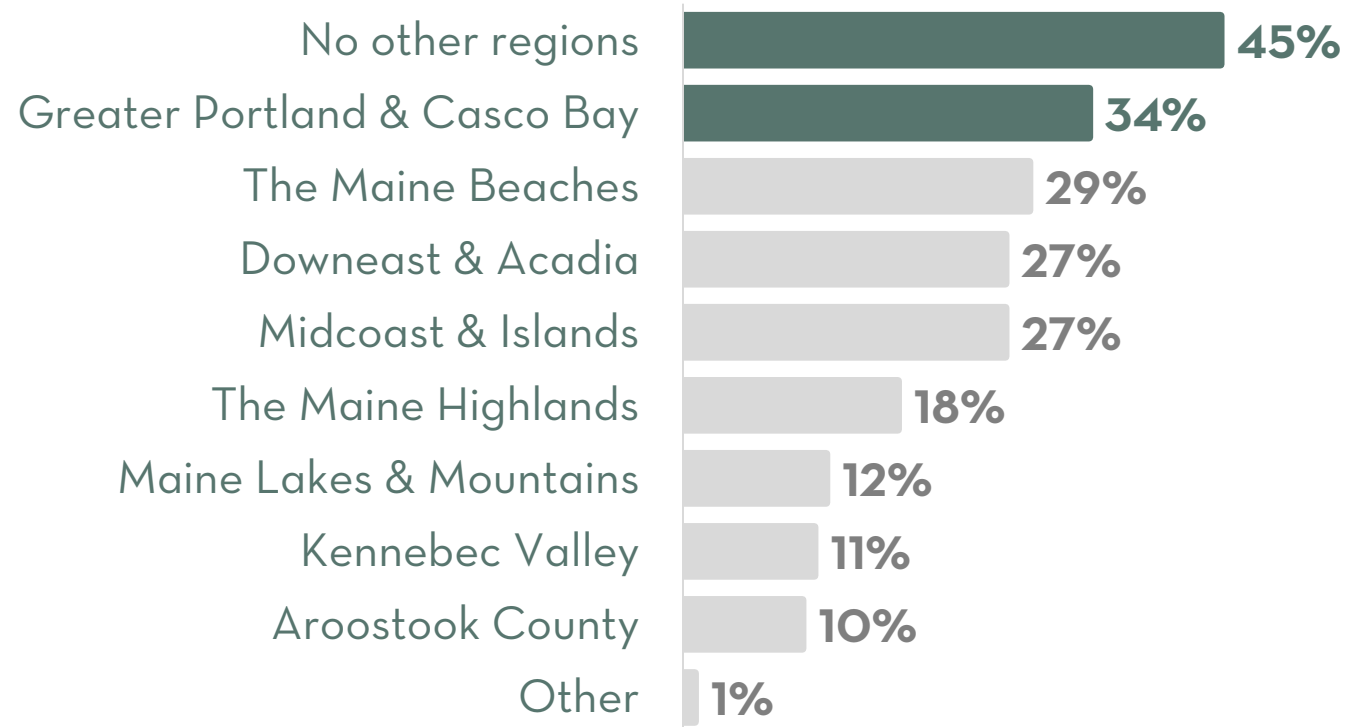 No other regions 45%
Greater Portland & Casco Bay 34%
The Maine Beaches 29%
Downeast & Acadia 27%
Midcoast & Islands 27%
The Maine Highlands 18%
Maine Lakes & Mountains 12%
Kennebec Valley 11%
Aroostook County 10%
Other 1%